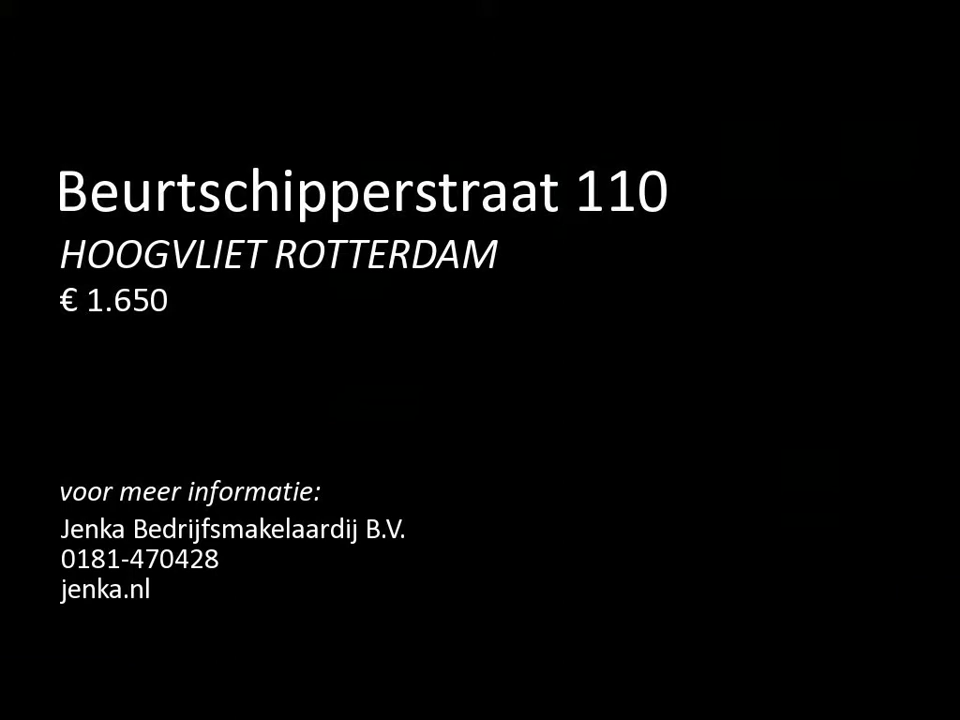 Beurtschipperstraat 110
HOOGVLIET ROTTERDAM
€ 1.650
voor meer informatie:
Jenka Bedrijfsmakelaardij B.V.
0181-470428
jenka.nl